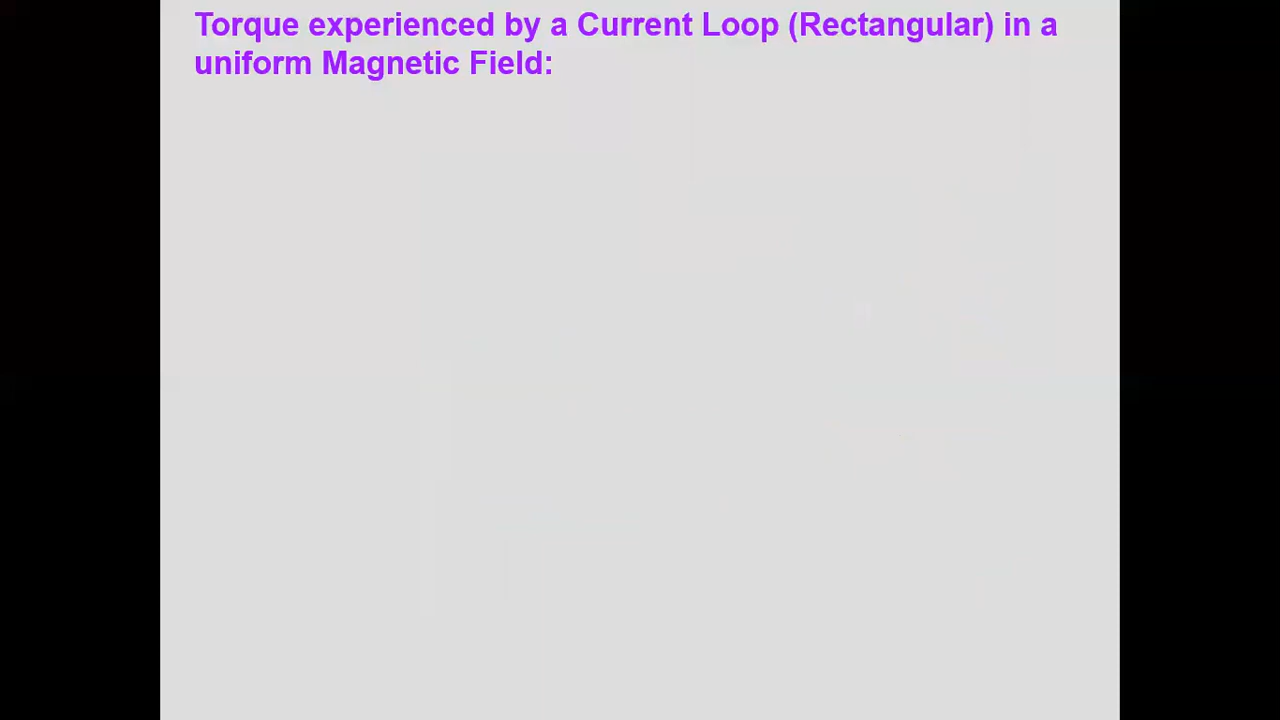 Torque experienced by a Current Loop (Rectangular) in a
uniform Magnetic Field: